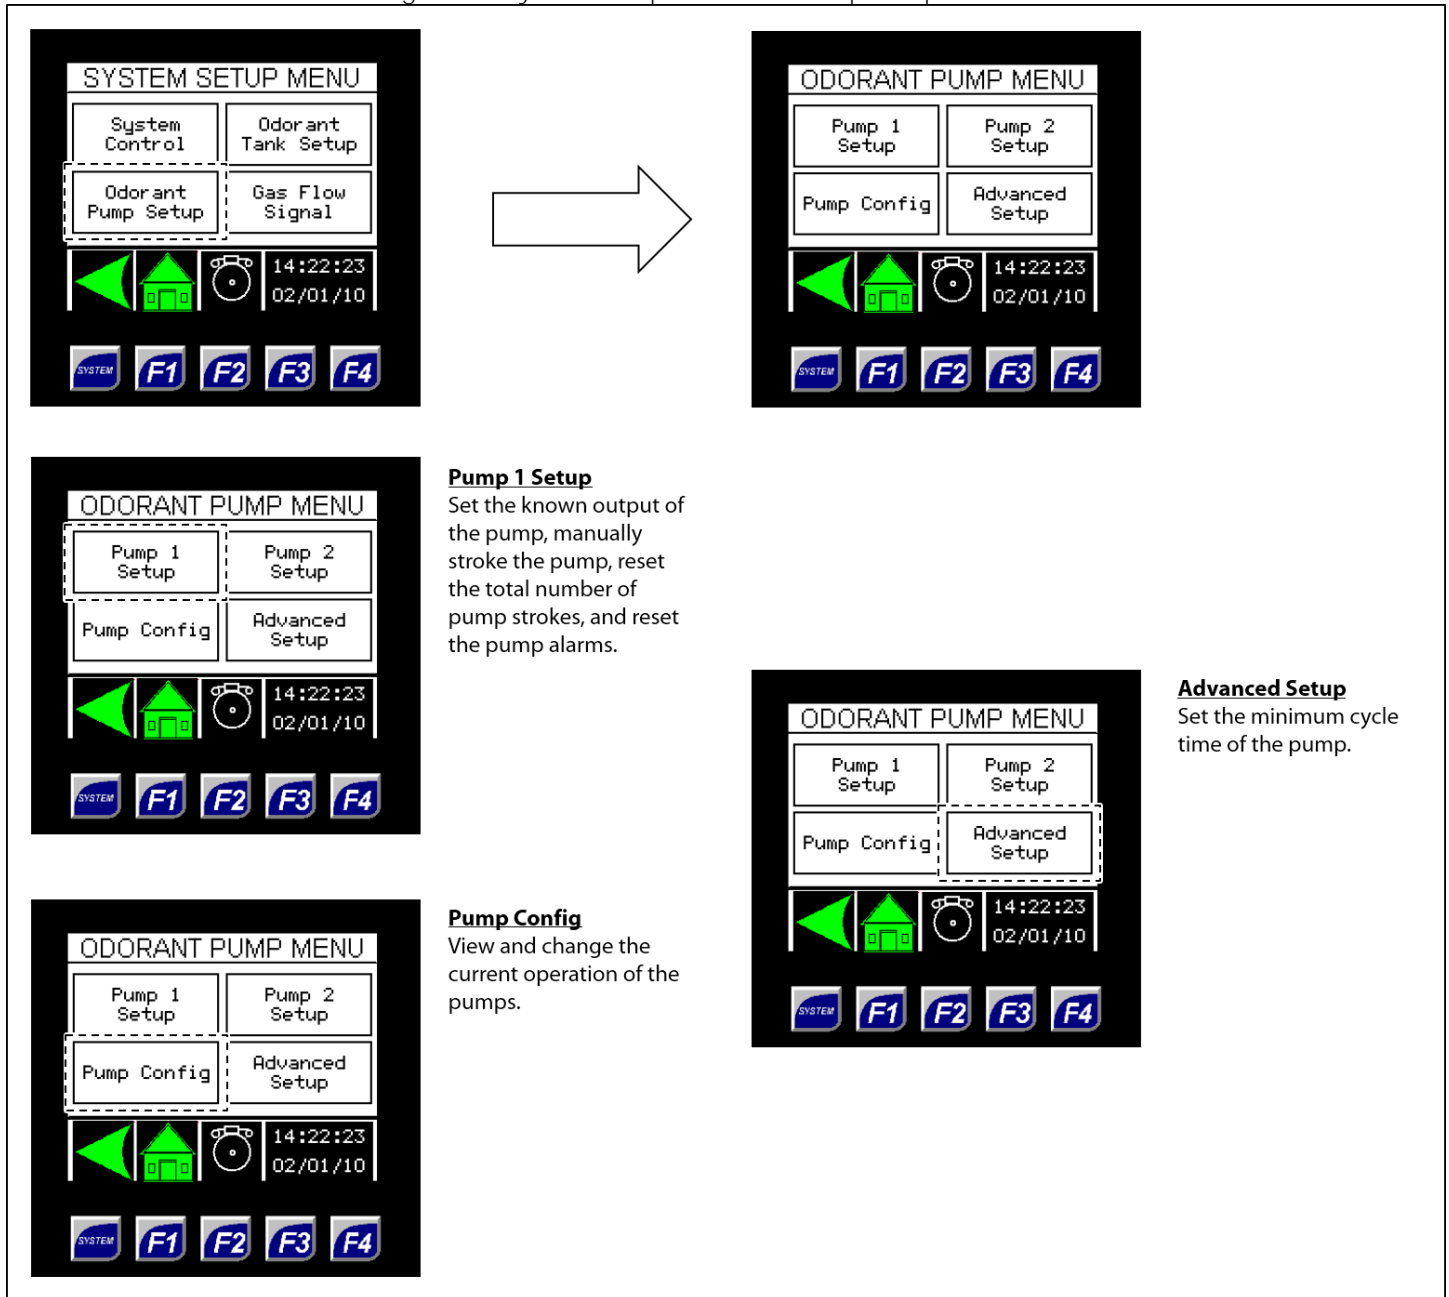 SYSTEM SETUP MENU
System Control
Odorant Tank Setup
Odorant Pump Setup
Gas Flow Signal
14:22:23
02/01/10
SYSTEM F1 F2 F3 F4
ODORANT PUMP MENU
Pump 1 Setup
Pump 2 Setup
Pump Config
Advanced Setup
14:22:23
02/01/10
SYSTEM F1 F2 F3 F4
ODORANT PUMP MENU
Pump 1 Setup
Pump 2 Setup
Pump Config
Advanced Setup
14:22:23
02/01/10
SYSTEM F1 F2 F3 F4
Pump 1 Setup
Set the known output of
the pump, manually
stroke the pump, reset
the total number of
pump strokes, and reset
the pump alarms.
ODORANT PUMP MENU
Pump 1 Setup
Pump 2 Setup
Pump Config
Advanced Setup
14:22:23
02/01/10
SYSTEM F1 F2 F3 F4
Advanced Setup
Set the minimum cycle
time of the pump.
ODORANT PUMP MENU
Pump 1 Setup
Pump 2 Setup
Pump Config
Advanced Setup
14:22:23
02/01/10
SYSTEM F1 F2 F3 F4
Pump Config
View and change the
current operation of the
pumps.